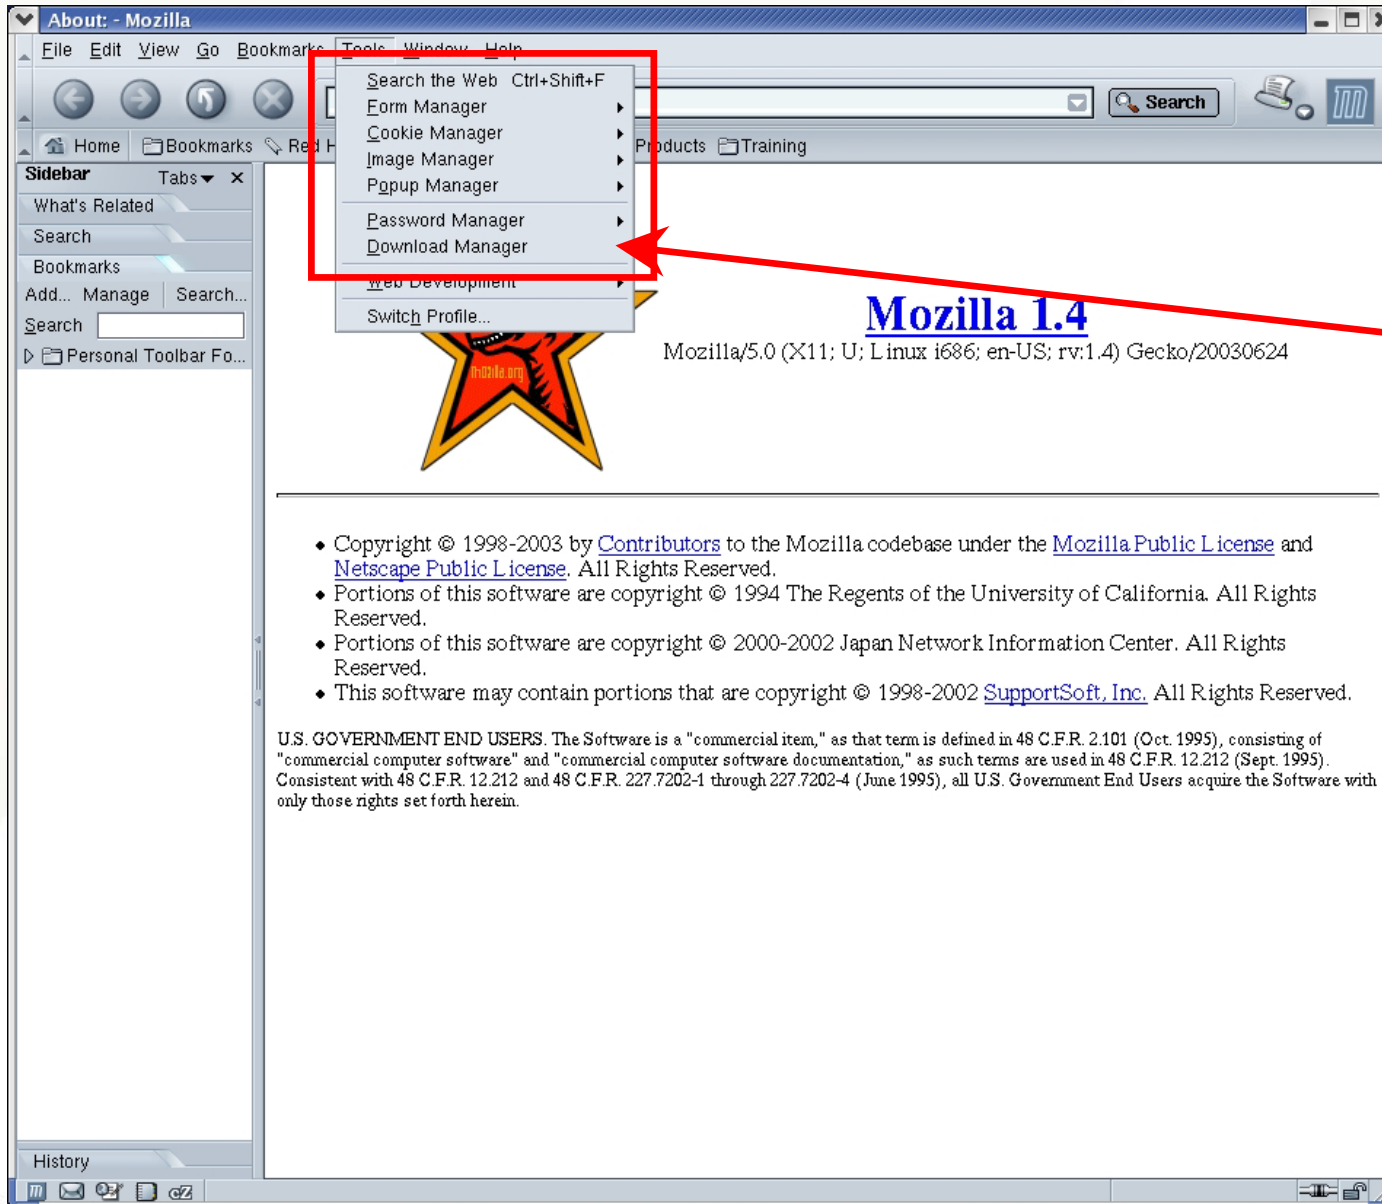 About: - Mozilla
File Edit View Go Bookmarks Tools Window Help
Search
Home Bookmarks Red H Products Training
Search the Web Ctrl+Shift+F
Form Manager
Cookie Manager
Image Manager
Popup Manager
Password Manager
Download Manager
Web Development
Switch Profile...
Sidebar Tabs
What's Related
Search
Bookmarks
Add... Manage Search...
Search
Personal Toolbar Fo...
mozilla.org
Mozilla 1.4
Mozilla/5.0 (X11; U; Linux i686; en-US; rv:1.4) Gecko/20030624
Copyright © 1998-2003 by Contributors to the Mozilla codebase under the Mozilla Public License and
Netscape Public License. All Rights Reserved.
Portions of this software are copyright © 1994 The Regents of the University of California. All Rights
Reserved.
Portions of this software are copyright © 2000-2002 Japan Network Information Center. All Rights
Reserved.
This software may contain portions that are copyright © 1998-2002 SupportSoft, Inc. All Rights Reserved.
U.S. GOVERNMENT END USERS. The Software is a "commercial item," as that term is defined in 48 C.F.R. 2.101 (Oct. 1995), consisting of
"commercial computer software" and "commercial computer software documentation," as such terms are used in 48 C.F.R. 12.212 (Sept. 1995).
Consistent with 48 C.F.R. 12.212 and 48 C.F.R. 227.7202-1 through 227.7202-4 (June 1995), all U.S. Government End Users acquire the Software with
only those rights set forth herein.
History